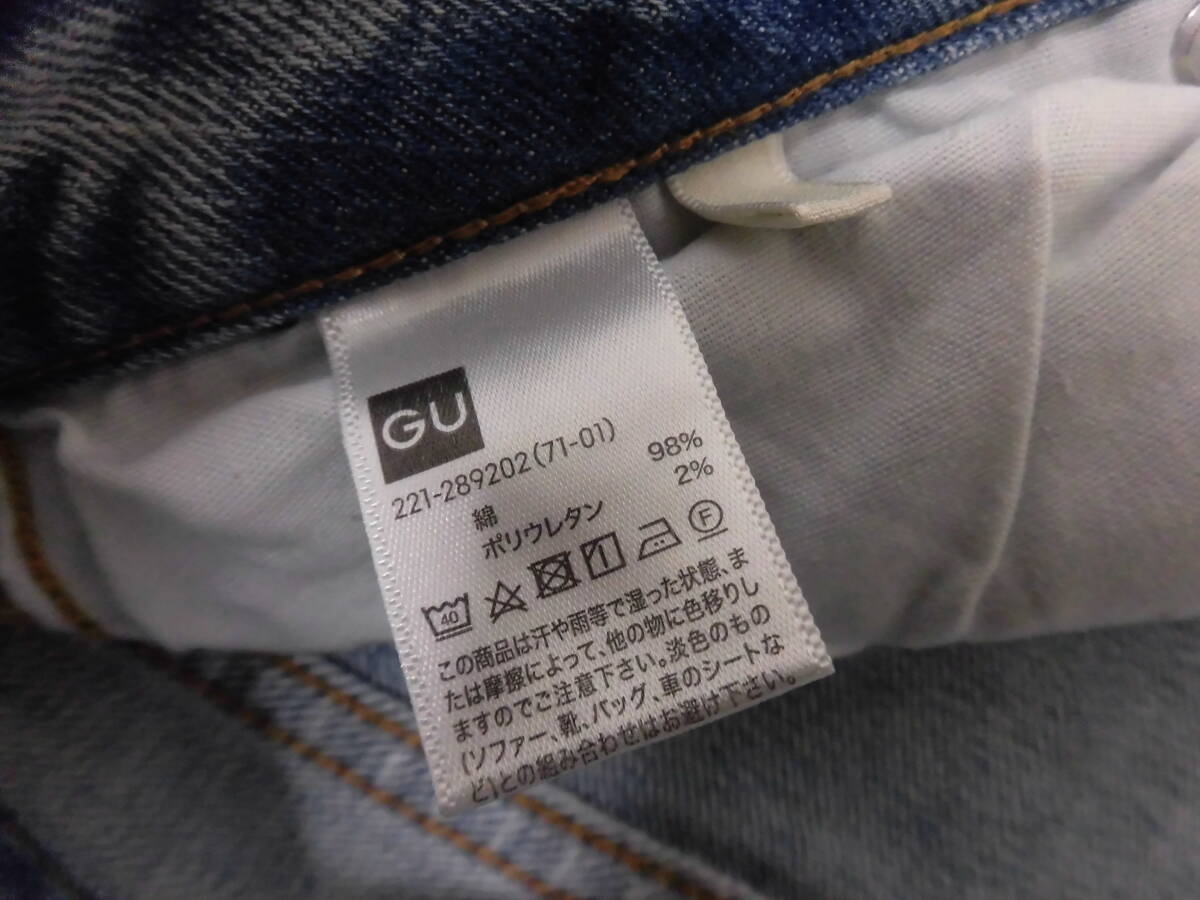 GU
221-289202(71-01)
綿 98%
ポリウレタン 2%
40 F
この商品は汗や雨等で湿った状態、ま
たは摩擦によって、他の物に色移りし
ますのでご注意下さい。淡色のもの
(ソファー、靴、バッグ、車のシートな
ど)との組み合わせはお避け下さい。